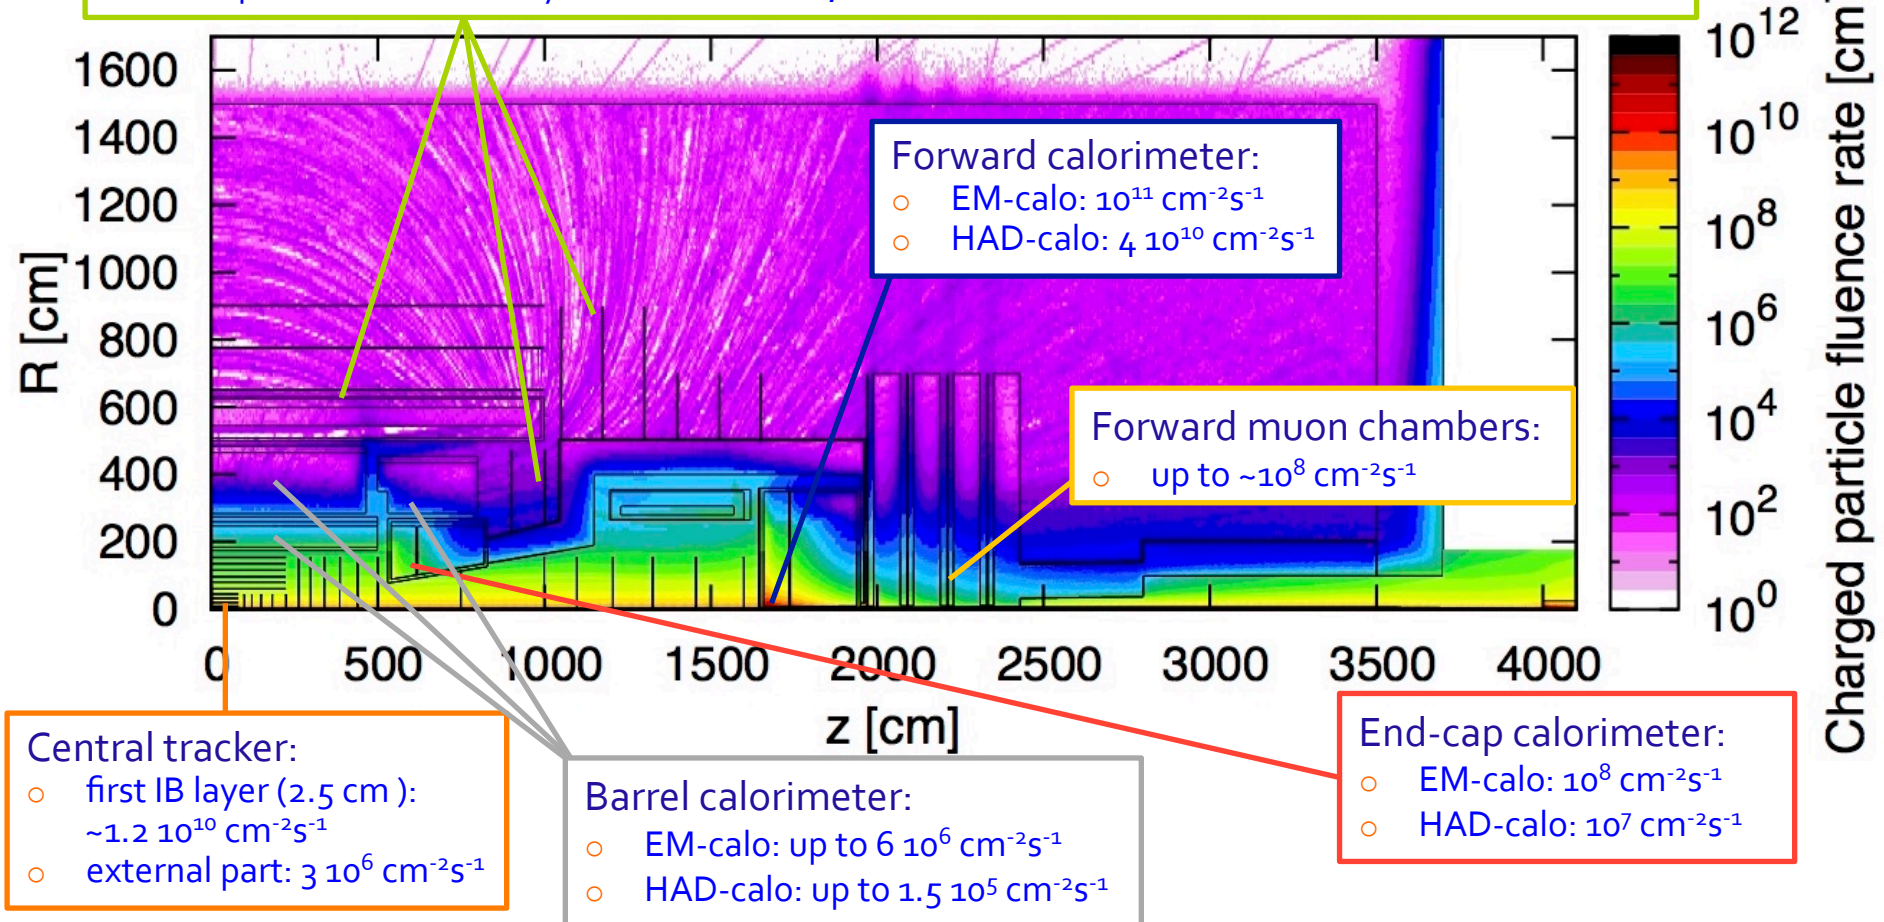 1600
1400
1200
1000
800
600
400
200
0
R [cm]
0 500 1000 1500 2000 2500 3000 3500 4000
z [cm]
10¹²
10¹⁰
10⁸
10⁶
10⁴
10²
10⁰
Charged particle fluence rate [cm
Forward calorimeter:
○ EM-calo: 10¹¹ cm⁻²s⁻¹
○ HAD-calo: 4 10¹⁰ cm⁻²s⁻¹
Forward muon chambers:
○ up to ~10⁸ cm⁻²s⁻¹
Central tracker:
○ first IB layer (2.5 cm ):
~1.2 10¹⁰ cm⁻²s⁻¹
○ external part: 3 10⁶ cm⁻²s⁻¹
Barrel calorimeter:
○ EM-calo: up to 6 10⁶ cm⁻²s⁻¹
○ HAD-calo: up to 1.5 10⁵ cm⁻²s⁻¹
End-cap calorimeter:
○ EM-calo: 10⁸ cm⁻²s⁻¹
○ HAD-calo: 10⁷ cm⁻²s⁻¹